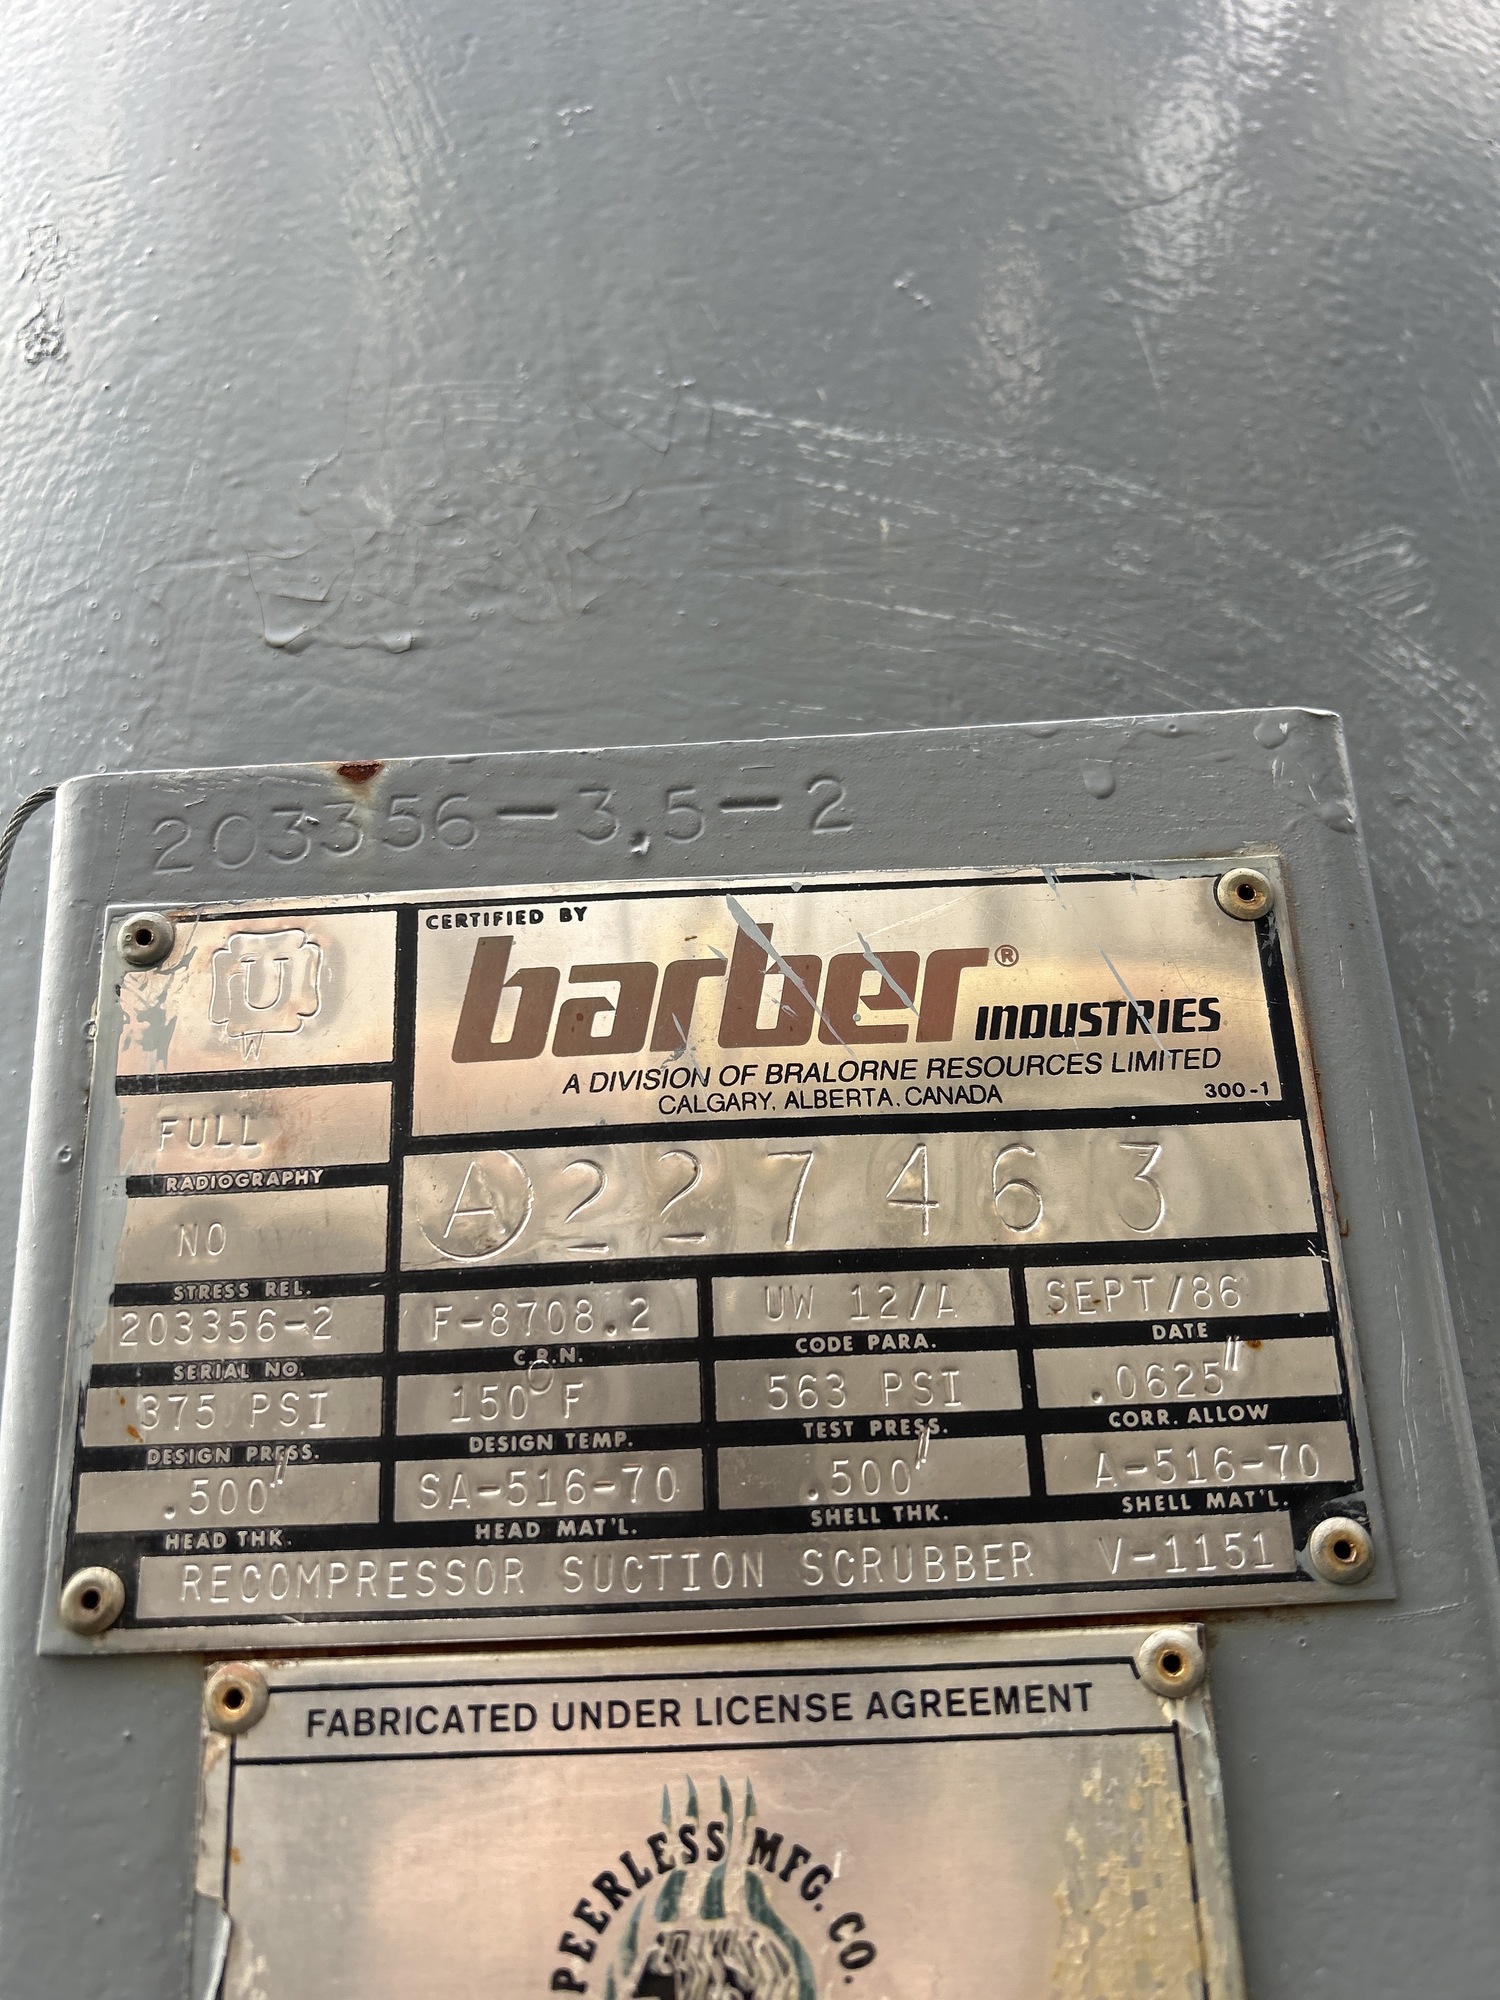 203356-3.5-2
CERTIFIED BY
U
W
barber® INDUSTRIES
A DIVISION OF BRALORNE RESOURCES LIMITED
CALGARY, ALBERTA, CANADA
300-1
FULL
RADIOGRAPHY
A 227463
NO
STRESS REL.
203356-2 F-8708.2 UW 12/A SEPT/86
SERIAL NO. C.R.N. CODE PARA. DATE
375 PSI 150° F 563 PSI .0625"
DESIGN PRESS. DESIGN TEMP. TEST PRESS. CORR. ALLOW
.500" SA-516-70 .500" A-516-70
HEAD THK. HEAD MAT'L. SHELL THK. SHELL MAT'L.
RECOMPRESSOR SUCTION SCRUBBER V-1151
FABRICATED UNDER LICENSE AGREEMENT
PEERLESS MFG. CO.